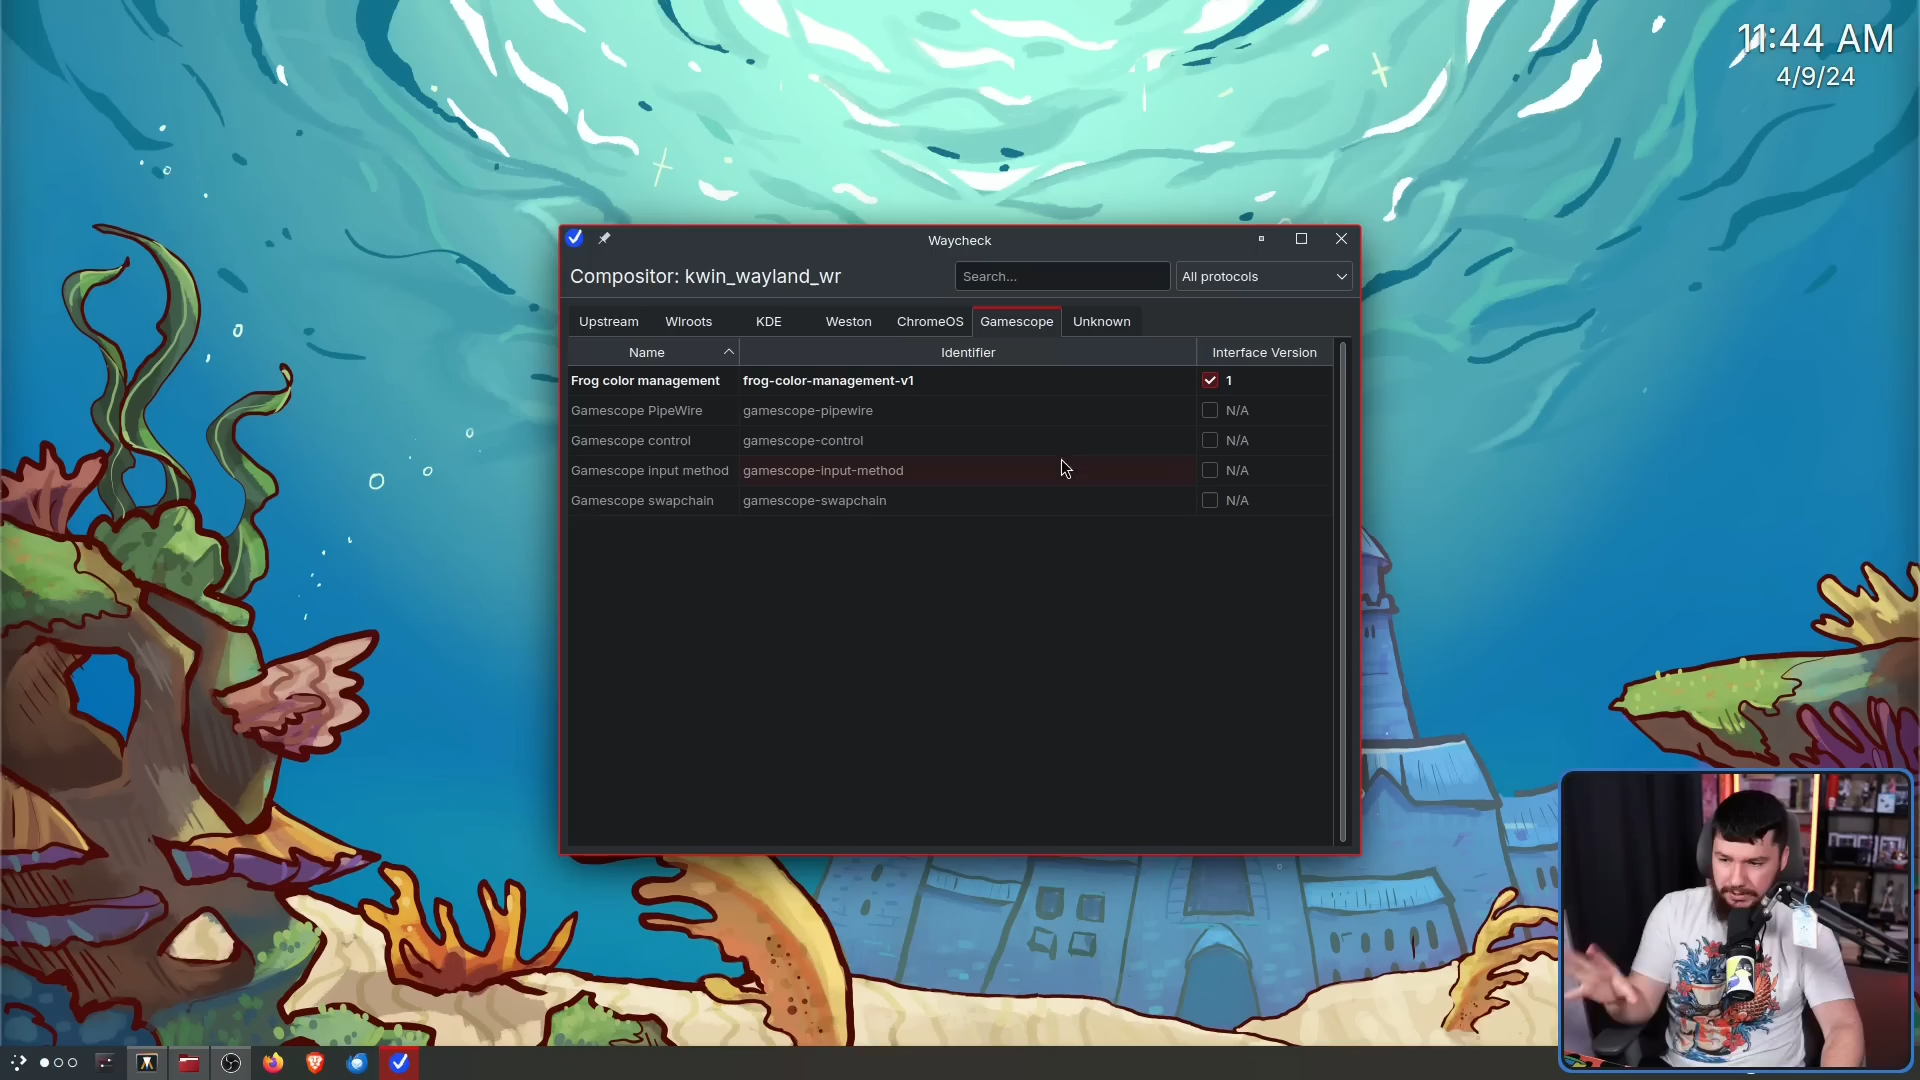 11:44 AM
4/9/24
Waycheck
Compositor: kwin_wayland_wr
Search...
All protocols
Upstream Wlroots KDE Weston ChromeOS Gamescope Unknown
Name Identifier Interface Version
Frog color management frog-color-management-v1 1
Gamescope PipeWire gamescope-pipewire N/A
Gamescope control gamescope-control N/A
Gamescope input method gamescope-input-method N/A
Gamescope swapchain gamescope-swapchain N/A